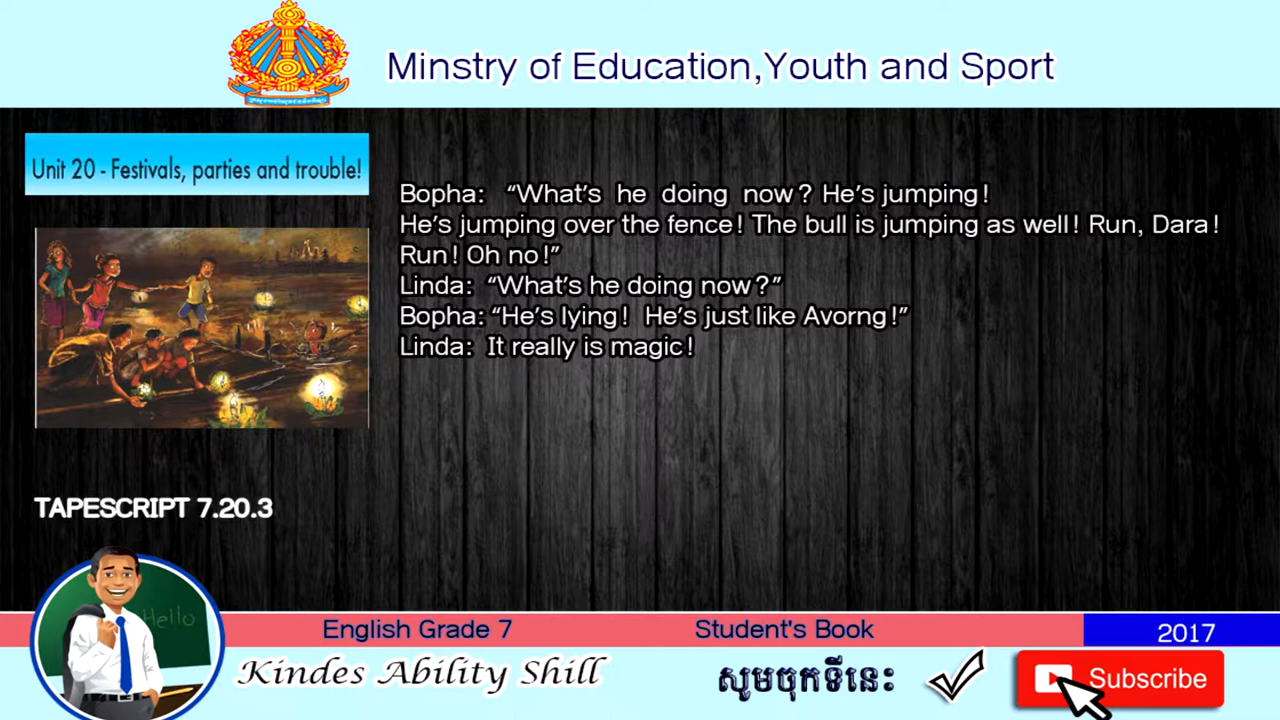 Minstry of Education,Youth and Sport
Unit 20 - Festivals, parties and trouble!
Bopha: “What’s he doing now? He’s jumping!
He’s jumping over the fence! The bull is jumping as well! Run, Dara!
Run! Oh no!”
Linda: “What’s he doing now?”
Bopha: “He’s lying! He’s just like Avorng!”
Linda: It really is magic!
TAPESCRIPT 7.20.3
Hello
English Grade 7
Student's Book
2017
Kindes Ability Shill
សូមចុកទីនេះ
Subscribe